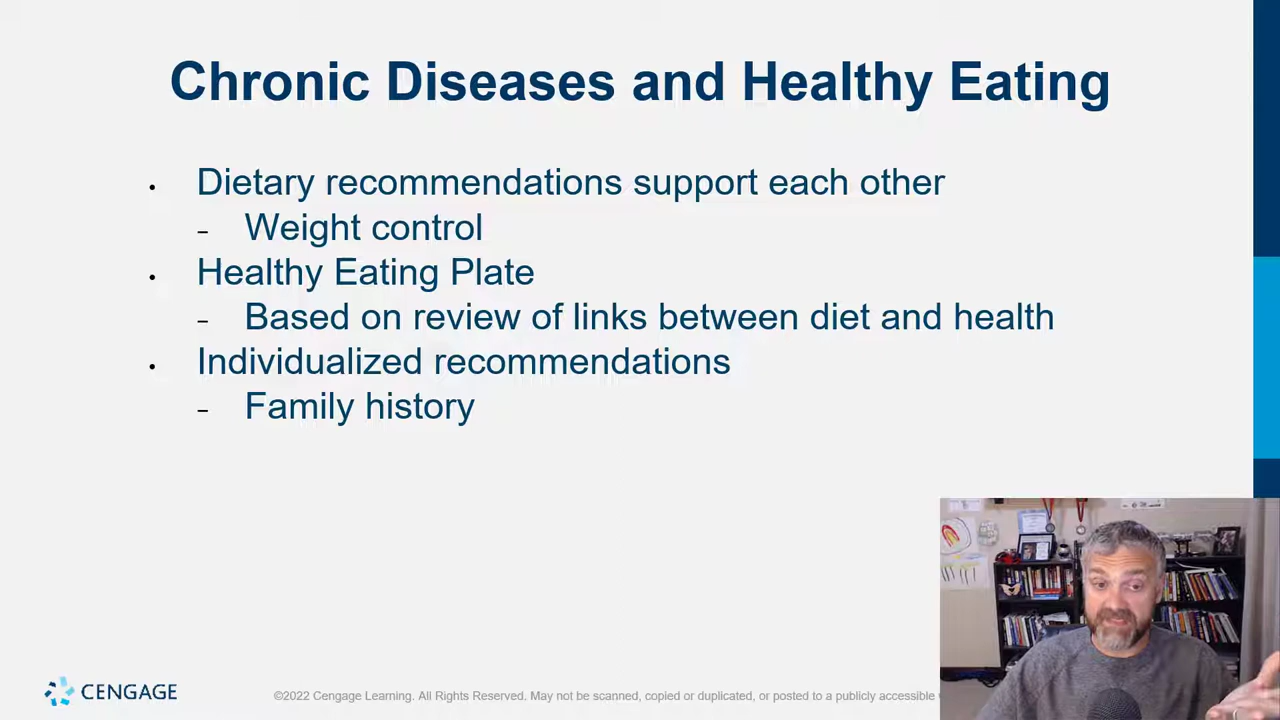 Chronic Diseases and Healthy Eating
• Dietary recommendations support each other
– Weight control
• Healthy Eating Plate
– Based on review of links between diet and health
• Individualized recommendations
– Family history
CENGAGE
©2022 Cengage Learning. All Rights Reserved. May not be scanned, copied or duplicated, or posted to a publicly accessible